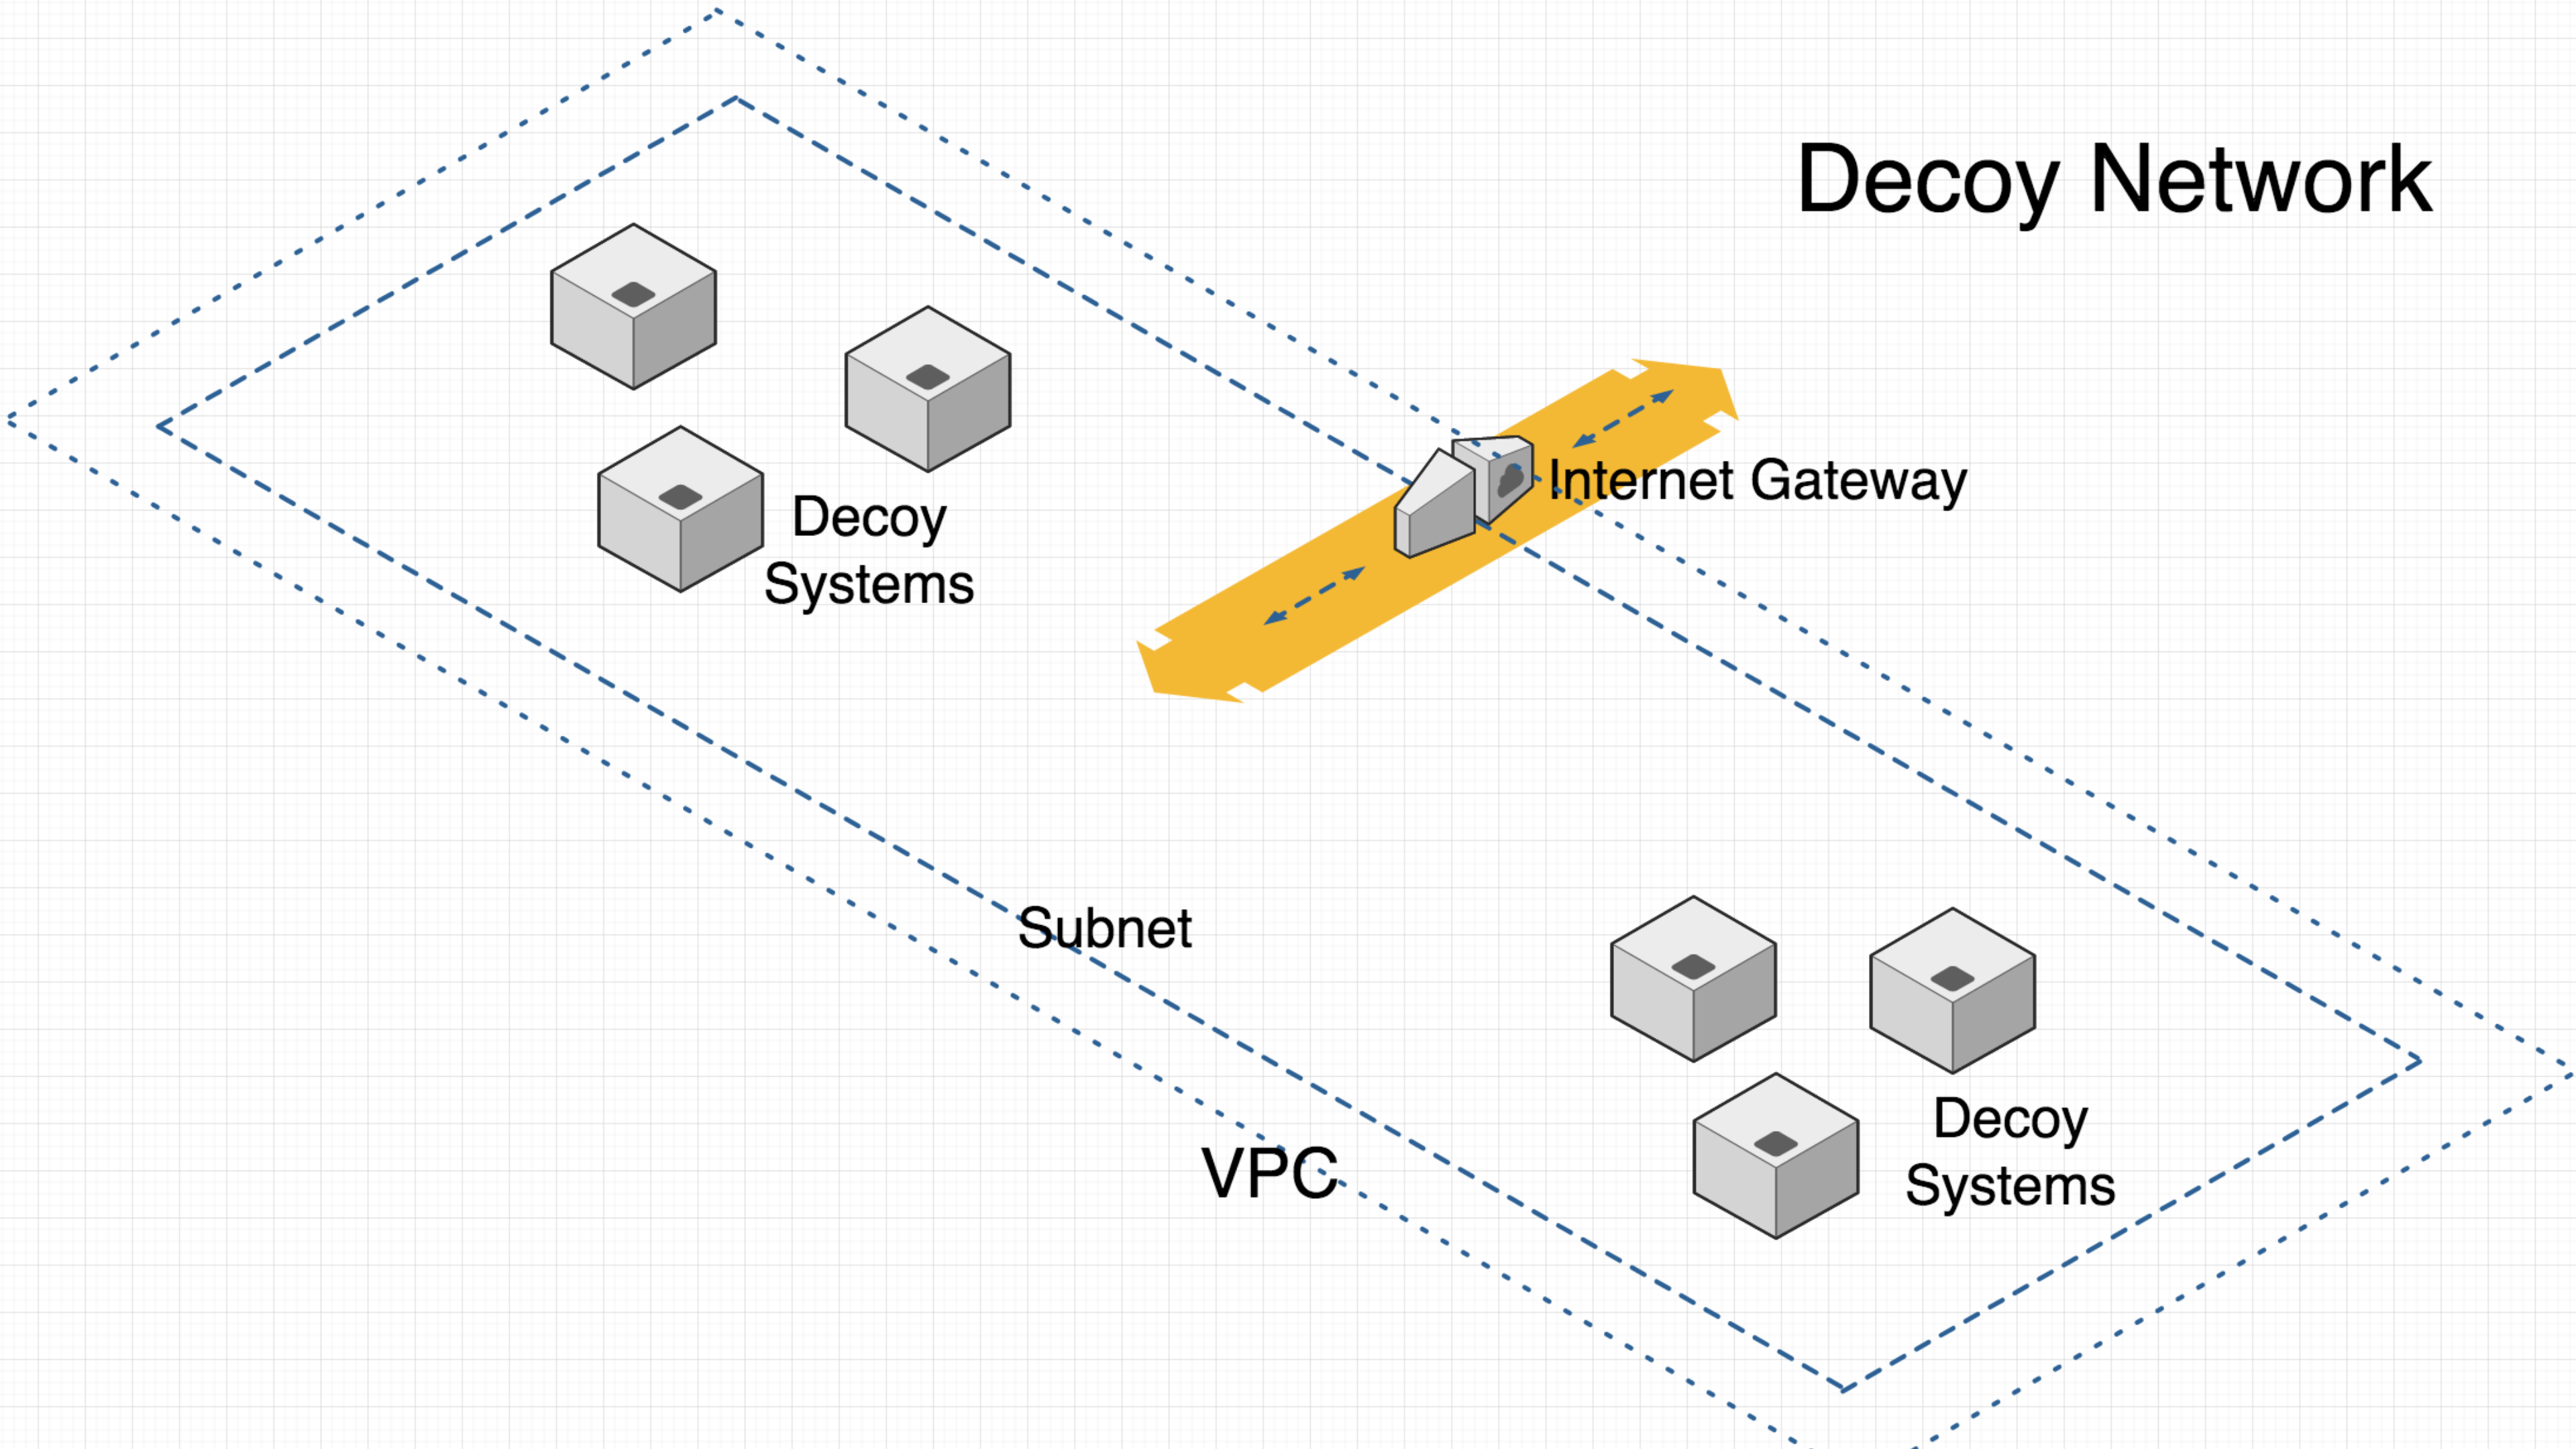 Decoy Network
Internet Gateway
Decoy
Systems
Subnet
VPC
Decoy
Systems